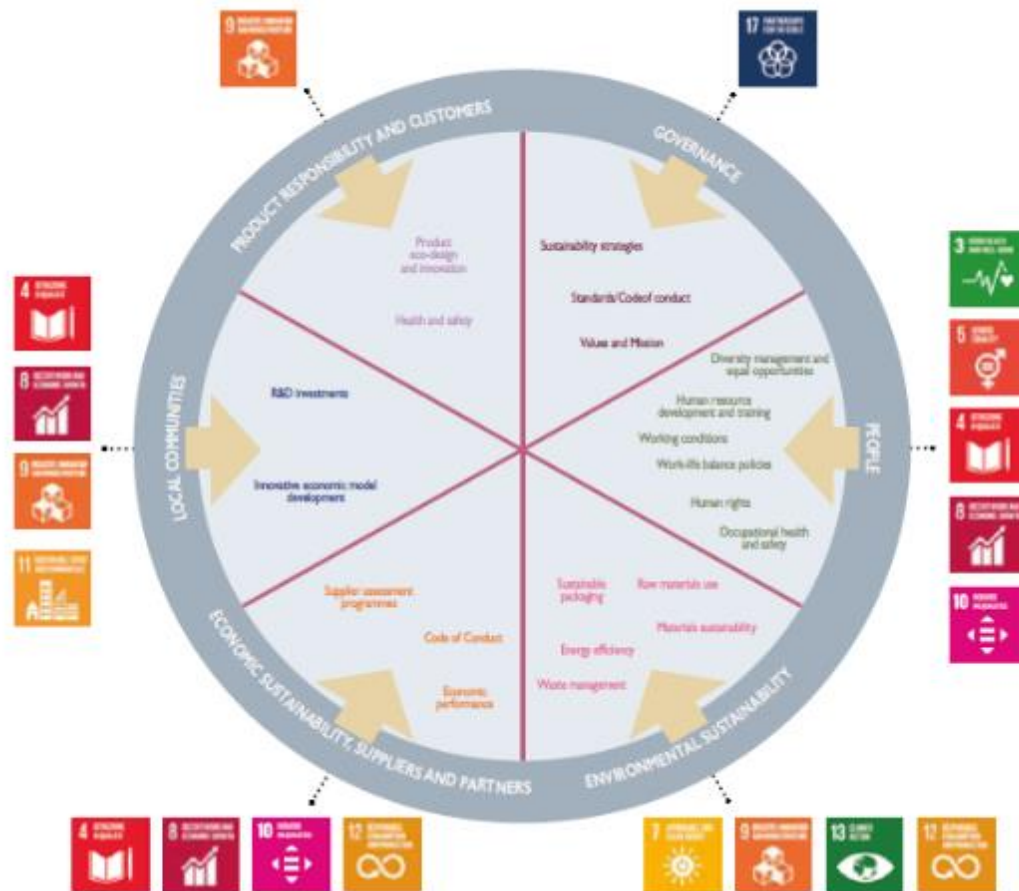 9
17
PRODUCT RESPONSIBILITY AND CUSTOMERS
GOVERNANCE
Product
eco-design
and innovation
Health and safety
Sustainability strategies
Standards/Codeof conduct
Values and Mission
3
5
4
8
10
Diversity management and
equal opportunities
Human resource
development and training
Working conditions
Work-life balance policies
Human rights
Occupational health
and safety
PEOPLE
4
8
9
11
LOCAL COMMUNITIES
R&D investments
Innovative economic model
development
Supplier assessment
programmes
Code of Conduct
Economic
performance
ECONOMIC SUSTAINABILITY, SUPPLIERS AND PARTNERS
Sustainable
packaging
Raw materials use
Materials sustainability
Energy efficiency
Waste management
ENVIRONMENTAL SUSTAINABILITY
4
8
10
12
7
9
13
CLIMATE
ACTION
12